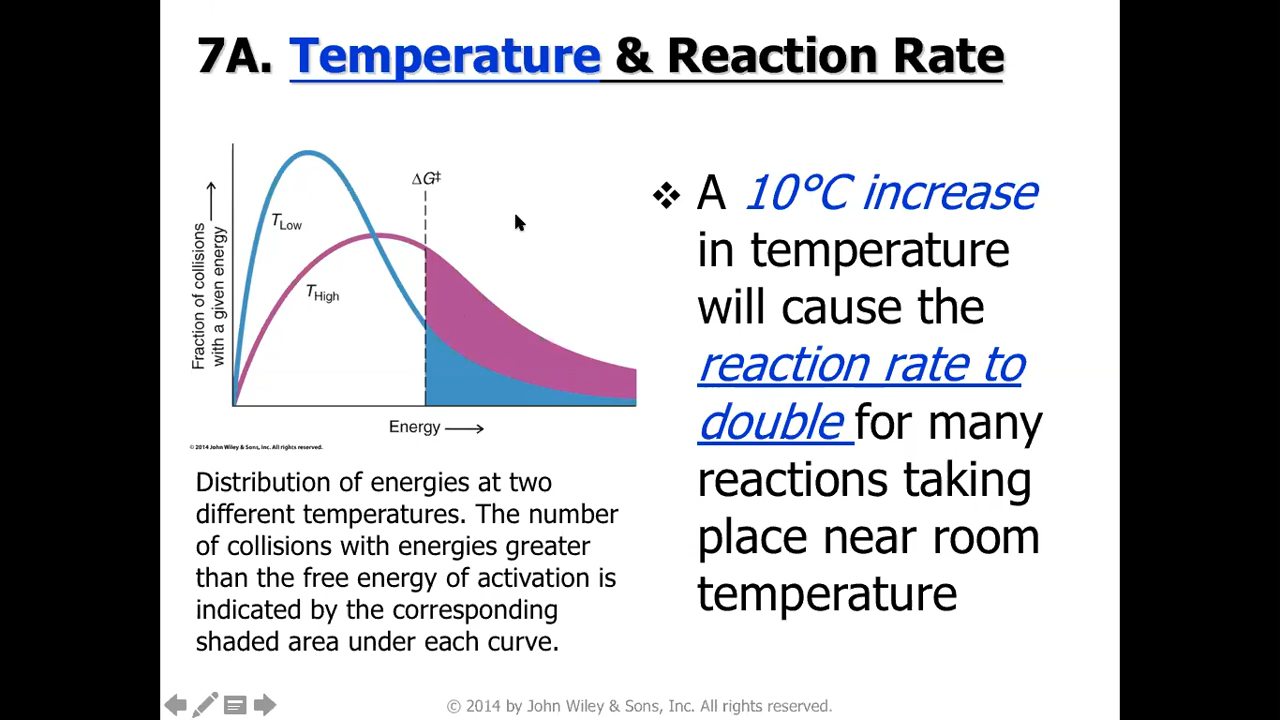 7A. Temperature & Reaction Rate
ΔG‡
T Low
T High
Fraction of collisions
with a given energy
Energy
© 2014 John Wiley & Sons, Inc. All rights reserved.
Distribution of energies at two
different temperatures. The number
of collisions with energies greater
than the free energy of activation is
indicated by the corresponding
shaded area under each curve.
❖ A 10°C increase
in temperature
will cause the
reaction rate to
double for many
reactions taking
place near room
temperature
© 2014 by John Wiley & Sons, Inc. All rights reserved.